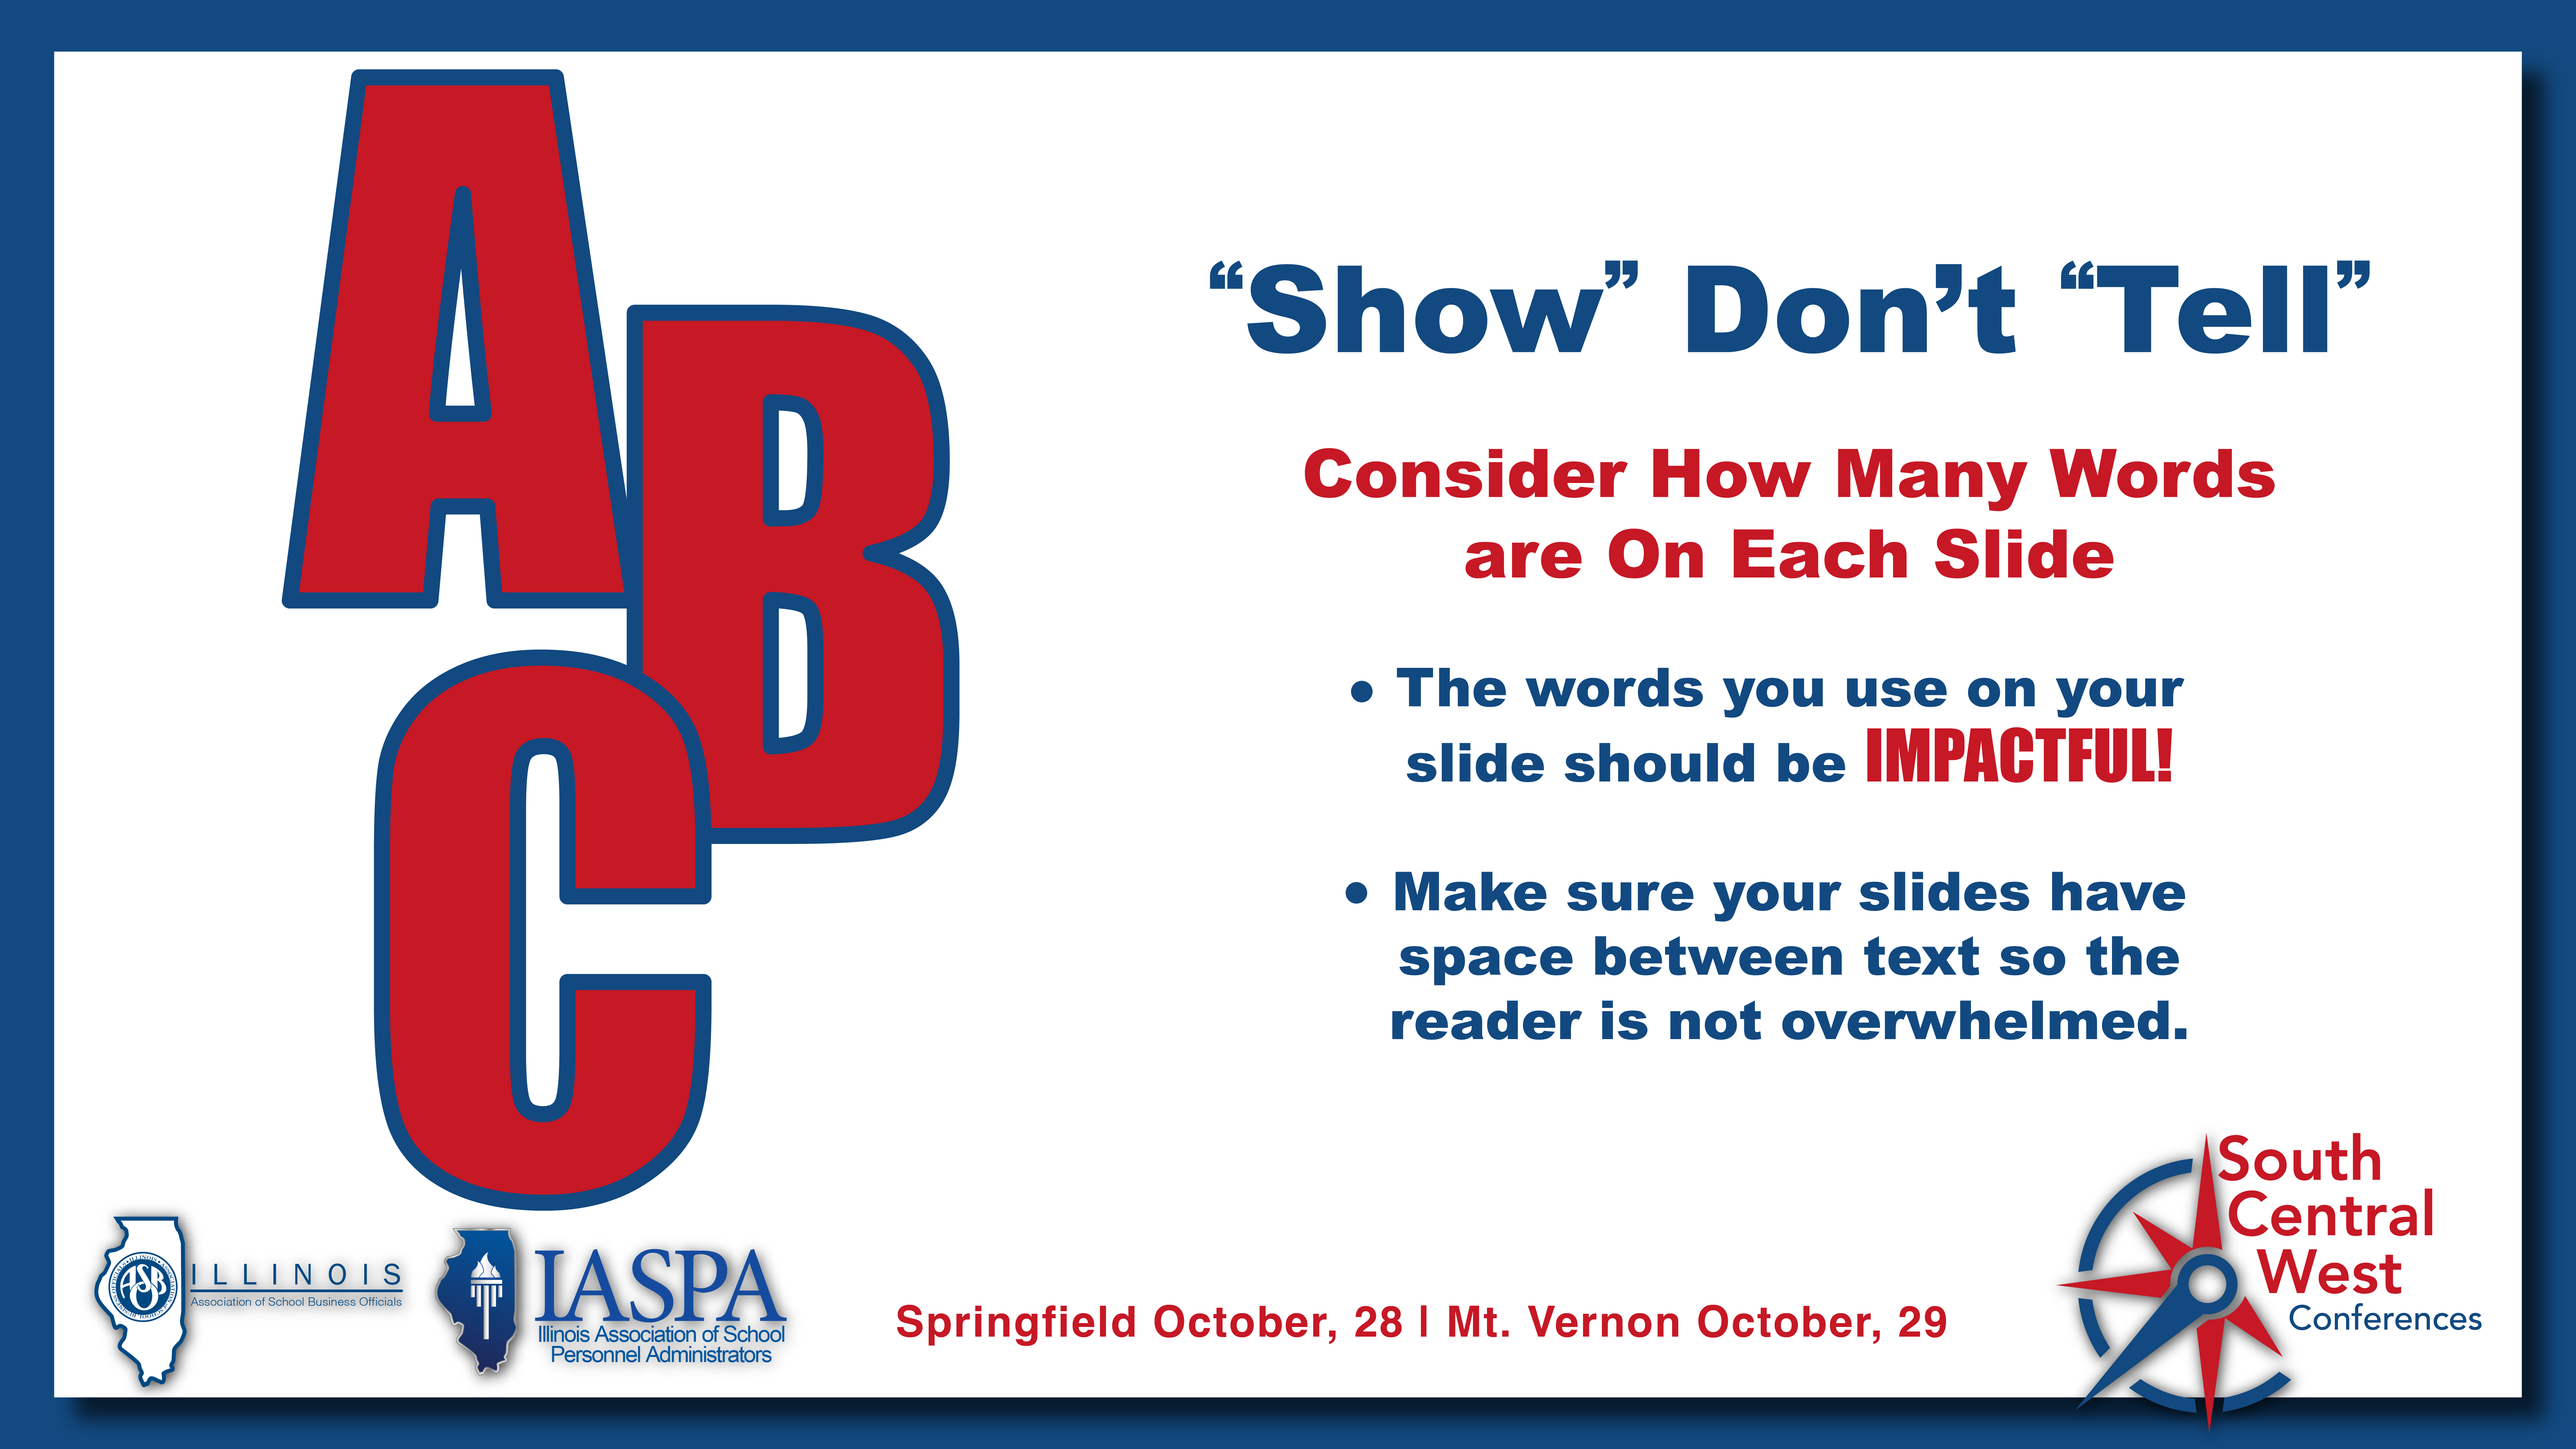 A
B
C
“Show” Don’t “Tell”
Consider How Many Words
are On Each Slide
• The words you use on your
slide should be IMPACTFUL!
• Make sure your slides have
space between text so the
reader is not overwhelmed.
ILLINOIS
Association of School Business Officials
IASPA
Illinois Association of School
Personnel Administrators
Springfield October, 28 | Mt. Vernon October, 29
South
Central
West
Conferences